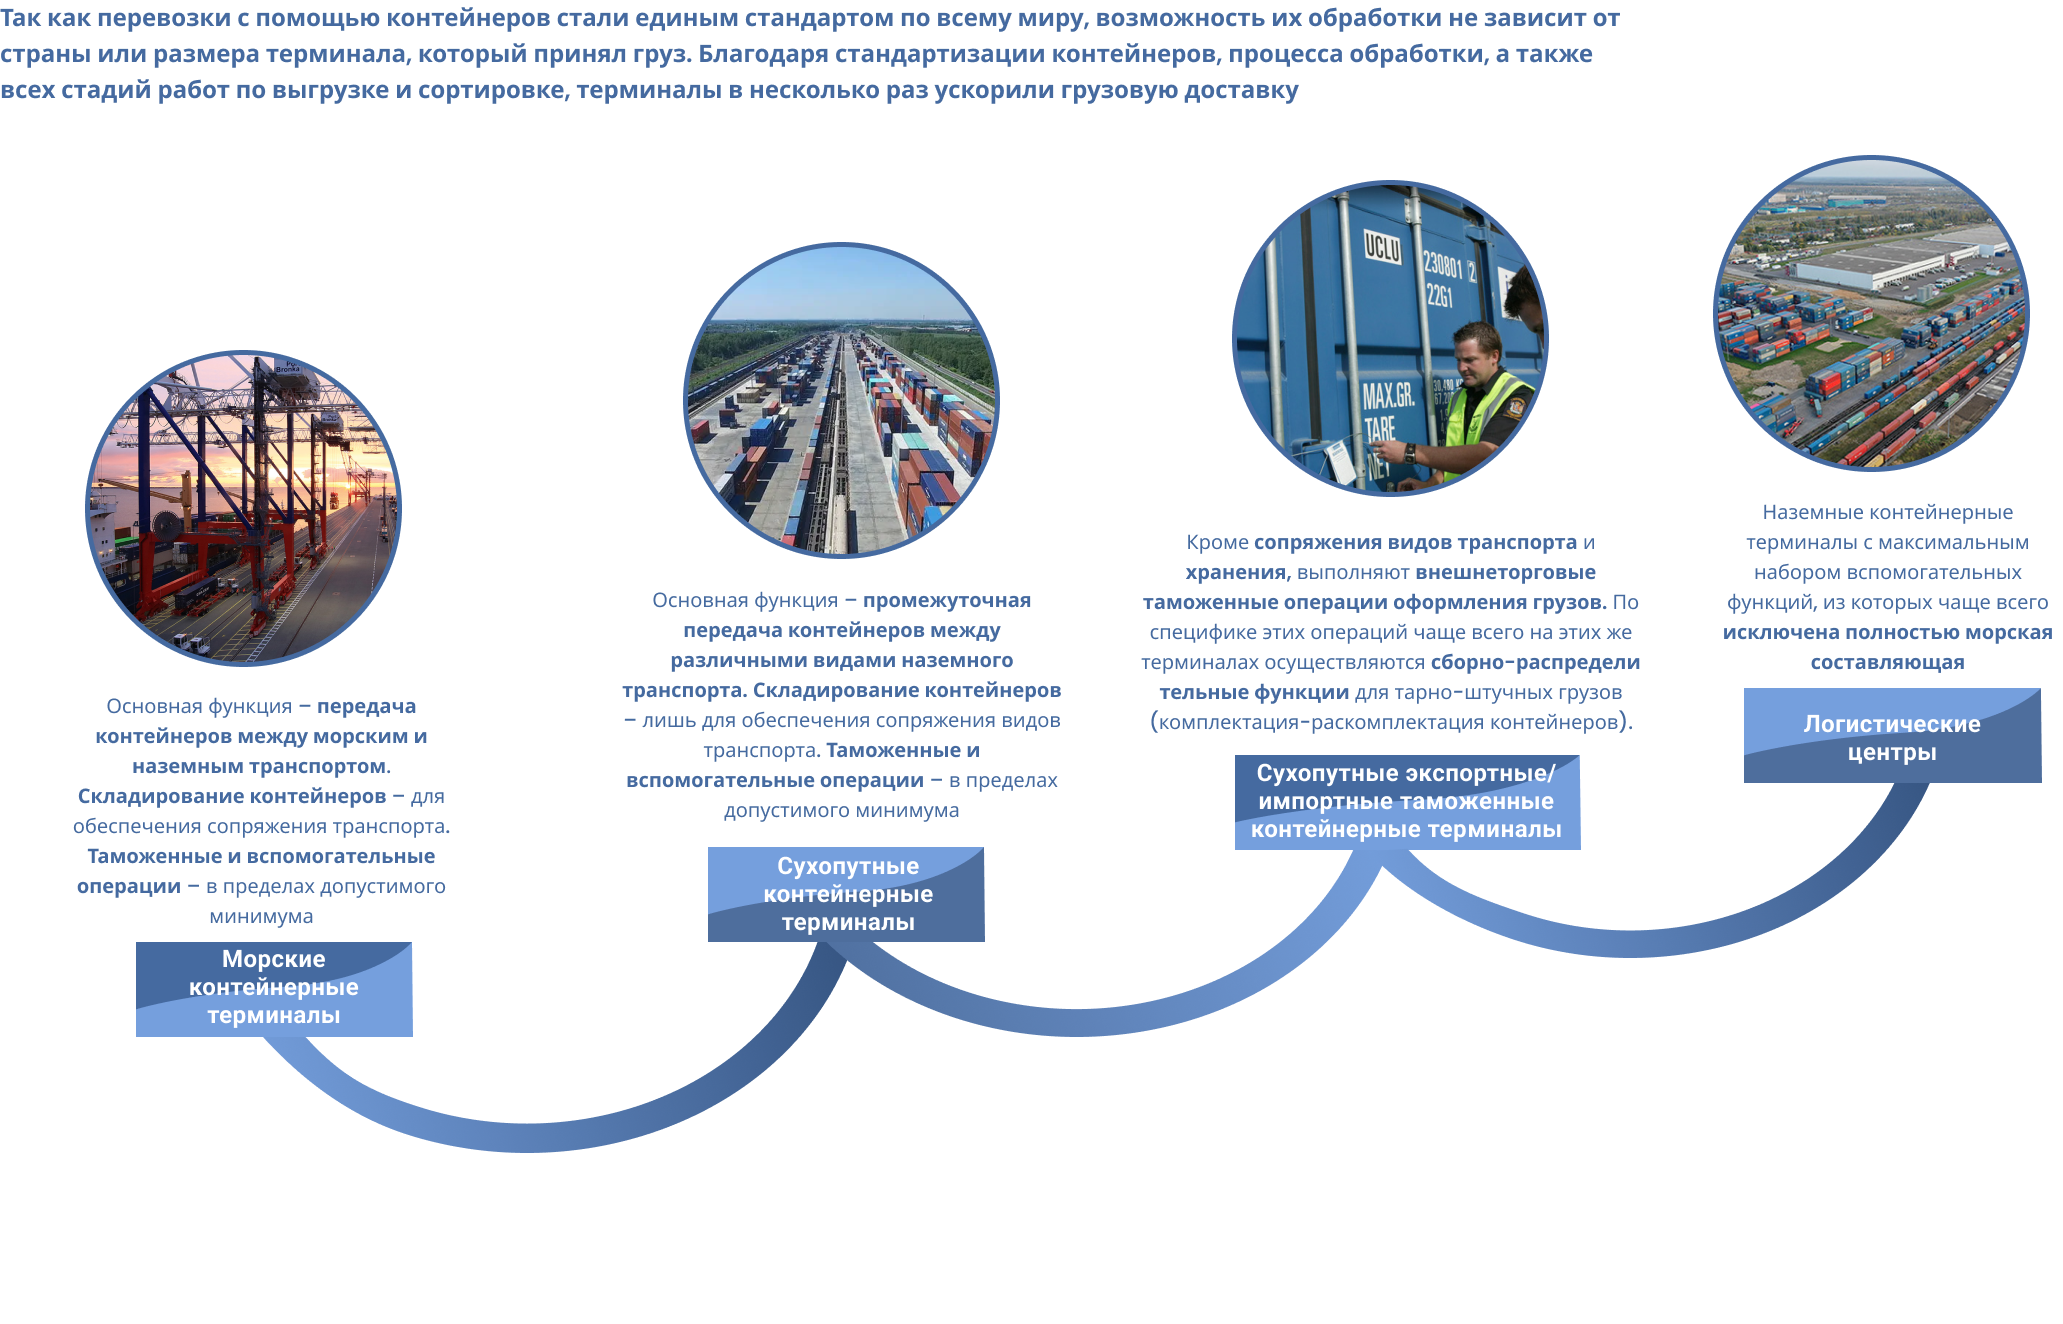 Так как перевозки с помощью контейнеров стали единым стандартом по всему миру, возможность их обработки не зависит от
страны или размера терминала, который принял груз. Благодаря стандартизации контейнеров, процесса обработки, а также
всех стадий работ по выгрузке и сортировке, терминалы в несколько раз ускорили грузовую доставку
Bronka
Основная функция – передача
контейнеров между морским и
наземным транспортом.
Складирование контейнеров – для
обеспечения сопряжения транспорта.
Таможенные и вспомогательные
операции – в пределах допустимого
минимума
Морские
контейнерные
терминалы
Основная функция – промежуточная
передача контейнеров между
различными видами наземного
транспорта. Складирование контейнеров
– лишь для обеспечения сопряжения видов
транспорта. Таможенные и
вспомогательные операции – в пределах
допустимого минимума
Сухопутные
контейнерные
терминалы
UCLU
230801 2
22G1
MAX.GR.
TARE
NET
Кроме сопряжения видов транспорта и
хранения, выполняют внешнеторговые
таможенные операции оформления грузов. По
специфике этих операций чаще всего на этих же
терминалах осуществляются сборно-распредели
тельные функции для тарно-штучных грузов
(комплектация-раскомплектация контейнеров).
Сухопутные экспортные/
импортные таможенные
контейнерные терминалы
Наземные контейнерные
терминалы с максимальным
набором вспомогательных
функций, из которых чаще всего
исключена полностью морская
составляющая
Логистические
центры